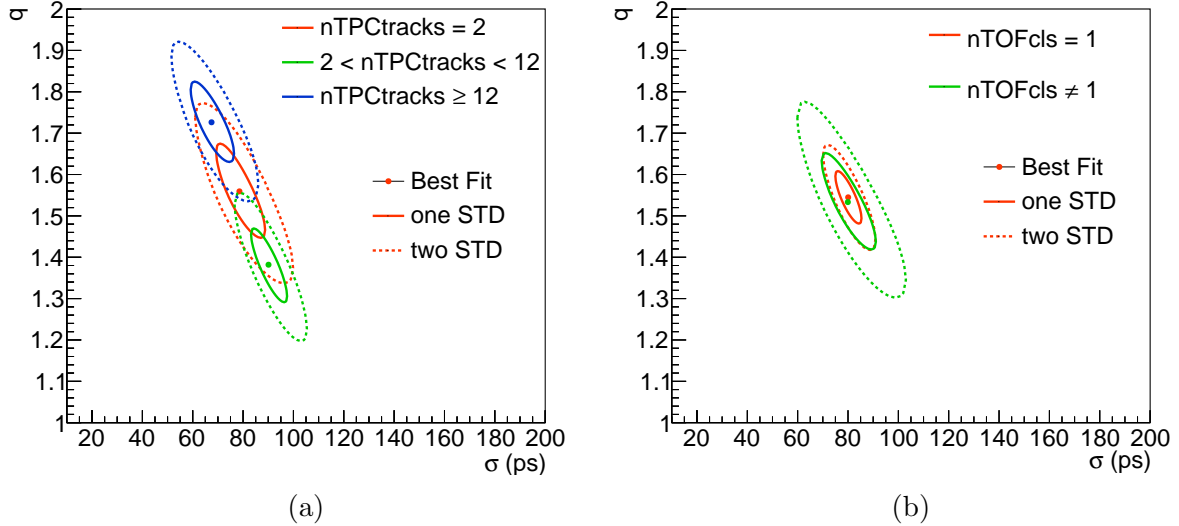 q
2
1.9
1.8
1.7
1.6
1.5
1.4
1.3
1.2
1.1
1
20 40 60 80 100 120 140 160 180 200
σ (ps)
nTPCtracks = 2
2 < nTPCtracks < 12
nTPCtracks ≥ 12
Best Fit
one STD
two STD
(a)
q
2
1.9
1.8
1.7
1.6
1.5
1.4
1.3
1.2
1.1
1
20 40 60 80 100 120 140 160 180 200
σ (ps)
nTOFcls = 1
nTOFcls ≠ 1
Best Fit
one STD
two STD
(b)